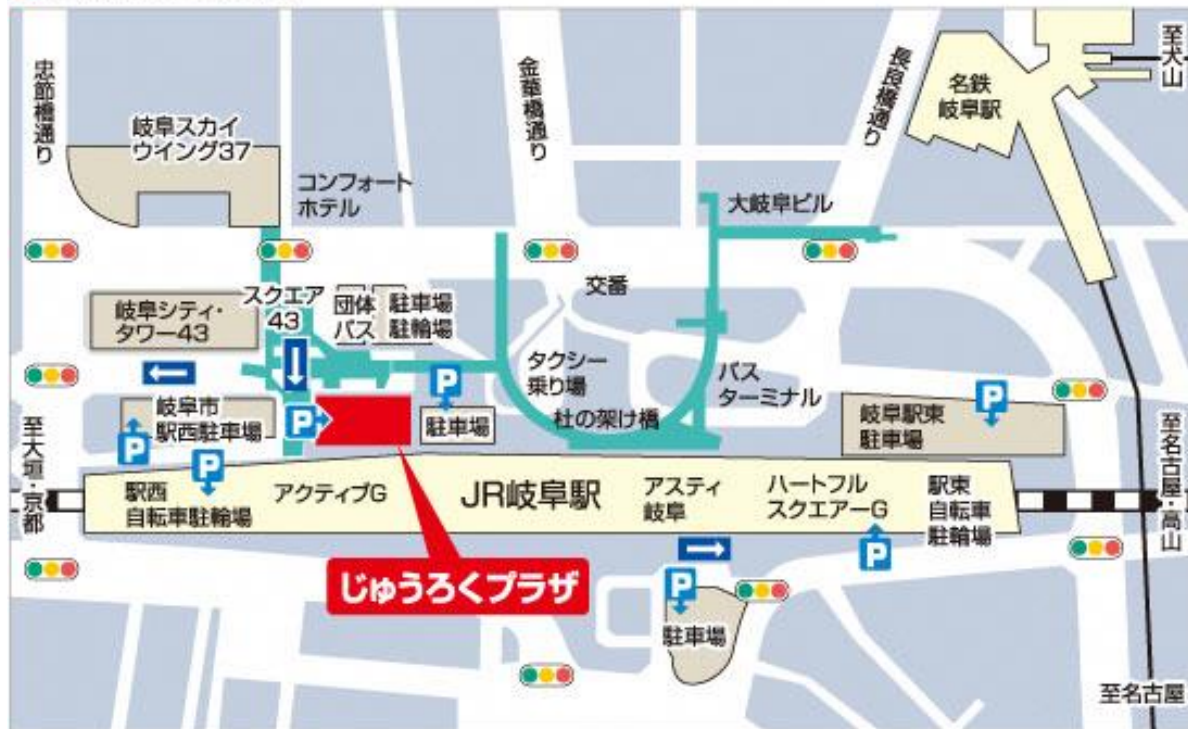 忠節橋通り
金華橋通り
長良橋通り
至犬山
名鉄
岐阜駅
岐阜スカイ
ウイング37
コンフォート
ホテル
大岐阜ビル
スクエア
43
団体
バス
駐車場
駐輪場
交番
岐阜シティ・
タワー43
タクシー
乗り場
バス
ターミナル
P
P
岐阜市
駅西駐車場
P
駐車場
杜の架け橋
岐阜駅東
駐車場
P
P
至大垣・京都
駅西
自転車駐輪場
アクティブG
JR岐阜駅
アスティ
岐阜
ハートフル
スクエアーG
駅東
自転車
駐輪場
至名古屋・高山
P
じゅうろくプラザ
P
駐車場
至名古屋